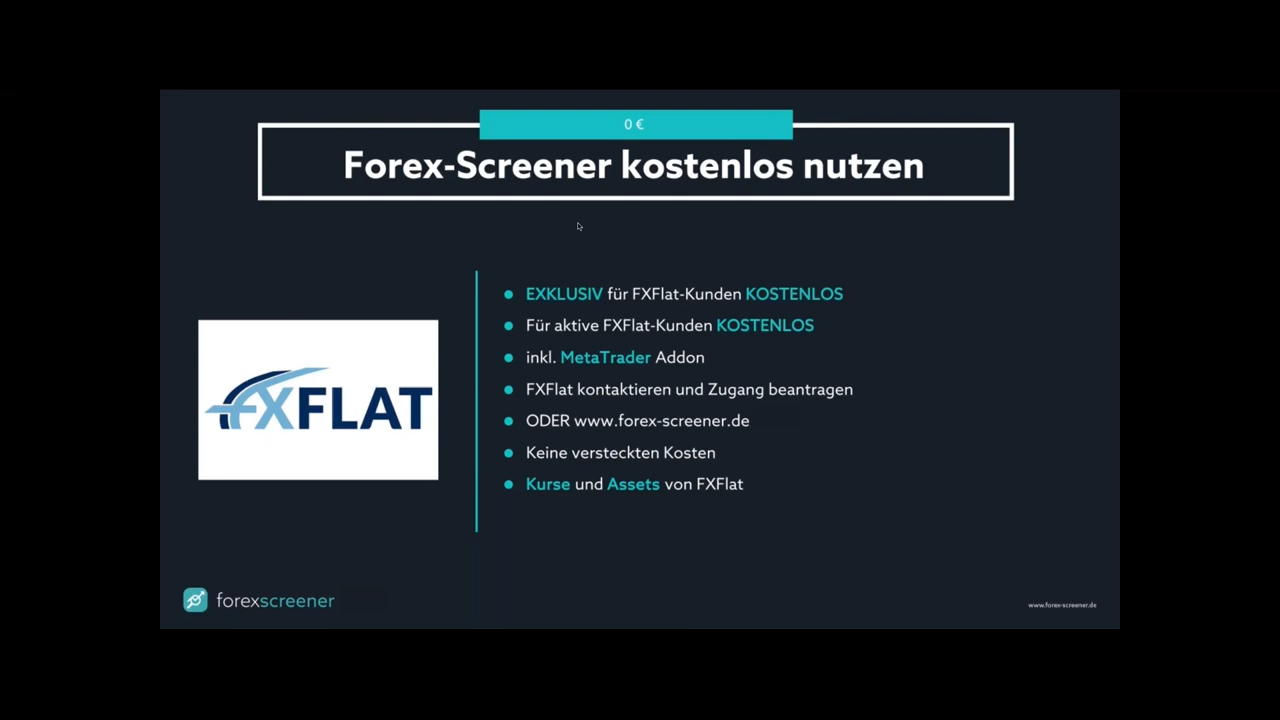 0 €
Forex-Screener kostenlos nutzen
EXKLUSIV für FXFlat-Kunden KOSTENLOS
Für aktive FXFlat-Kunden KOSTENLOS
inkl. MetaTrader Addon
FXFlat kontaktieren und Zugang beantragen
ODER www.forex-screener.de
Keine versteckten Kosten
Kurse und Assets von FXFlat
FXFLAT
forexscreener
www.forex-screener.de